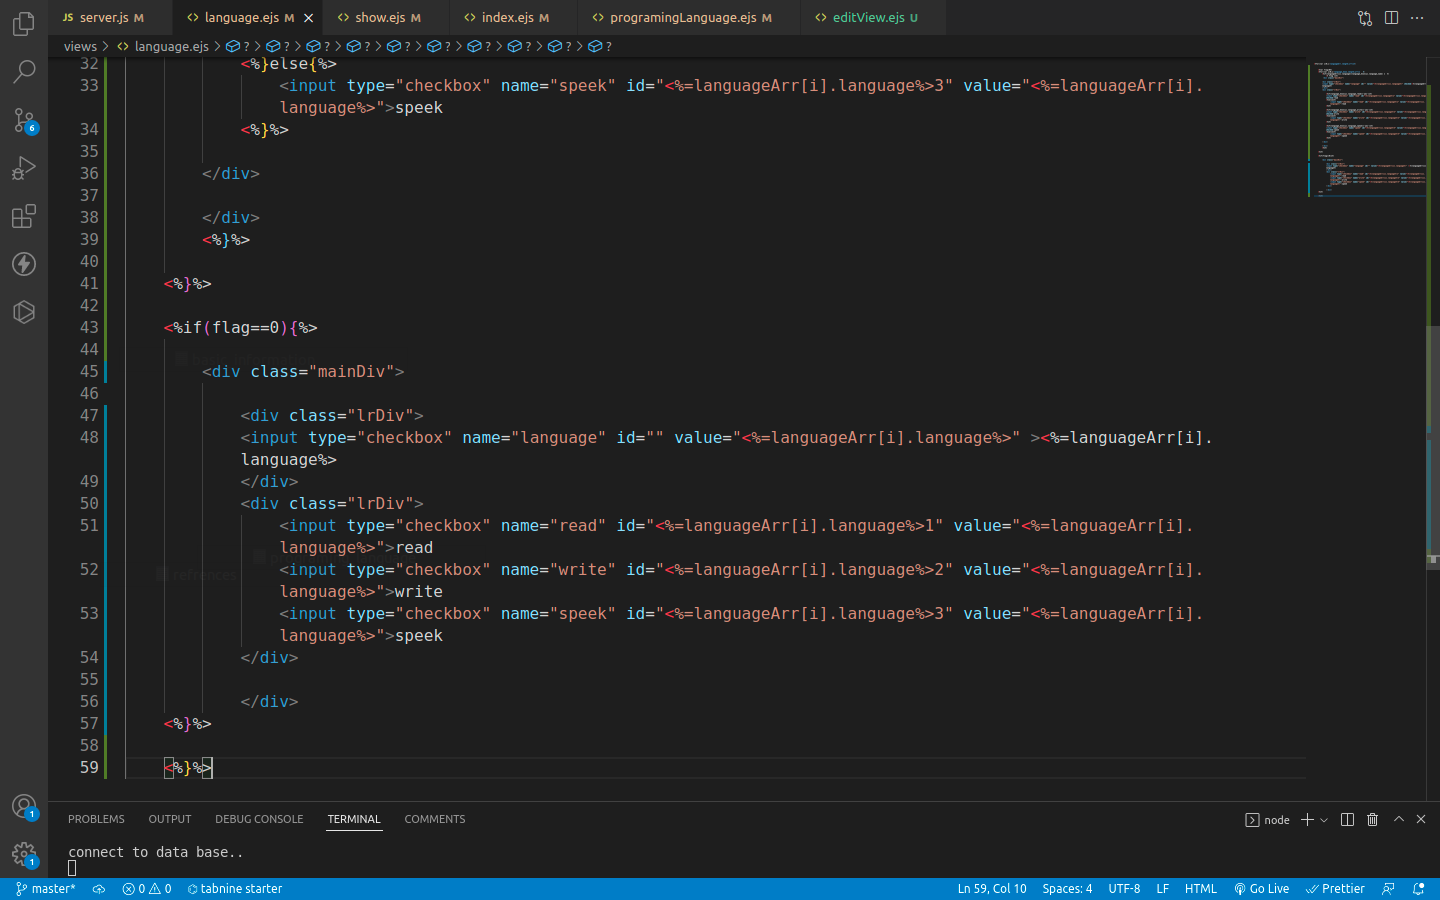 server.js M
language.ejs M
show.ejs M
index.ejs M
programingLanguage.ejs M
editView.ejs U
views > language.ejs > ? > ? > ? > ? > ? > ? > ? > ? > ? > ?
32 <%}else{%>
33 <input type="checkbox" name="speek" id="<%=languageArr[i].language%>3" value="<%=languageArr[i].
language%>">speek
34 <%}%>
35
36 </div>
37
38 </div>
39 <%}%>
40
41 <%}%>
42
43 <%if(flag==0){%>
44
45 <div class="mainDiv">
46
47 <div class="lrDiv">
48 <input type="checkbox" name="language" id="" value="<%=languageArr[i].language%>" ><%=languageArr[i].
language%>
49 </div>
50 <div class="lrDiv">
51 <input type="checkbox" name="read" id="<%=languageArr[i].language%>1" value="<%=languageArr[i].
language%>">read
52 <input type="checkbox" name="write" id="<%=languageArr[i].language%>2" value="<%=languageArr[i].
language%>">write
53 <input type="checkbox" name="speek" id="<%=languageArr[i].language%>3" value="<%=languageArr[i].
language%>">speek
54 </div>
55
56 </div>
57 <%}%>
58
59 <%}%>
refrences
6
1
1
PROBLEMS OUTPUT DEBUG CONSOLE TERMINAL COMMENTS
node
connect to data base..
master* 0 0 tabnine starter
Ln 59, Col 10 Spaces: 4 UTF-8 LF HTML Go Live Prettier